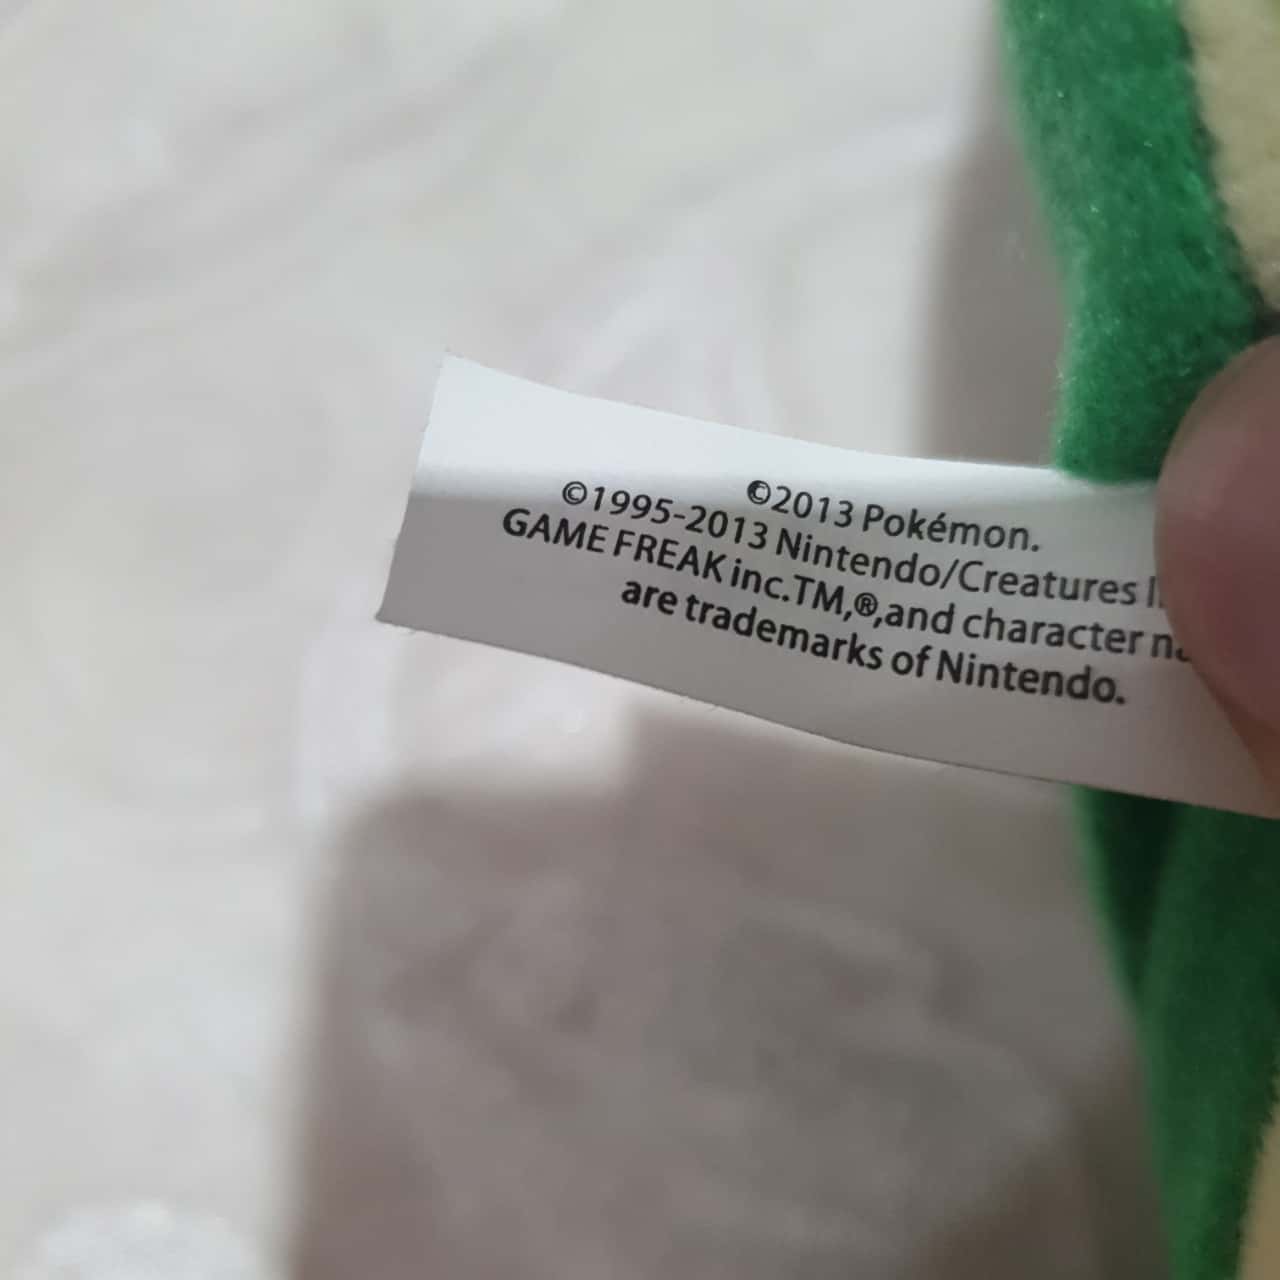 ©2013 Pokémon.
©1995-2013 Nintendo/Creatures
GAME FREAK inc.TM,®,and character
are trademarks of Nintendo.